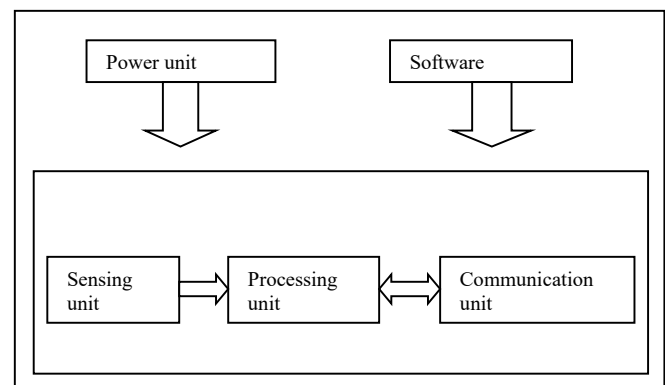 Power unit
Software
Sensing
unit
Processing
unit
Communication
unit